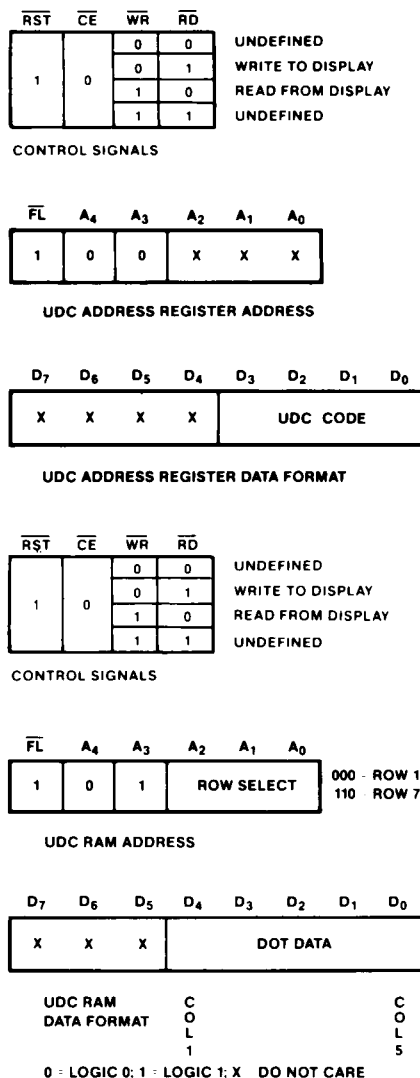 RST CE WR RD
0 0 UNDEFINED
0 1 WRITE TO DISPLAY
1 0 1 0 READ FROM DISPLAY
1 1 UNDEFINED
CONTROL SIGNALS
FL A4 A3 A2 A1 A0
1 0 0 X X X
UDC ADDRESS REGISTER ADDRESS
D7 D6 D5 D4 D3 D2 D1 D0
X X X X UDC CODE
UDC ADDRESS REGISTER DATA FORMAT
RST CE WR RD
0 0 UNDEFINED
0 1 WRITE TO DISPLAY
1 0 1 0 READ FROM DISPLAY
1 1 UNDEFINED
CONTROL SIGNALS
FL A4 A3 A2 A1 A0
1 0 1 ROW SELECT 000 - ROW 1
110 - ROW 7
UDC RAM ADDRESS
D7 D6 D5 D4 D3 D2 D1 D0
X X X DOT DATA
UDC RAM C C
DATA FORMAT O O
L L
1 5
0 = LOGIC 0; 1 = LOGIC 1; X DO NOT CARE